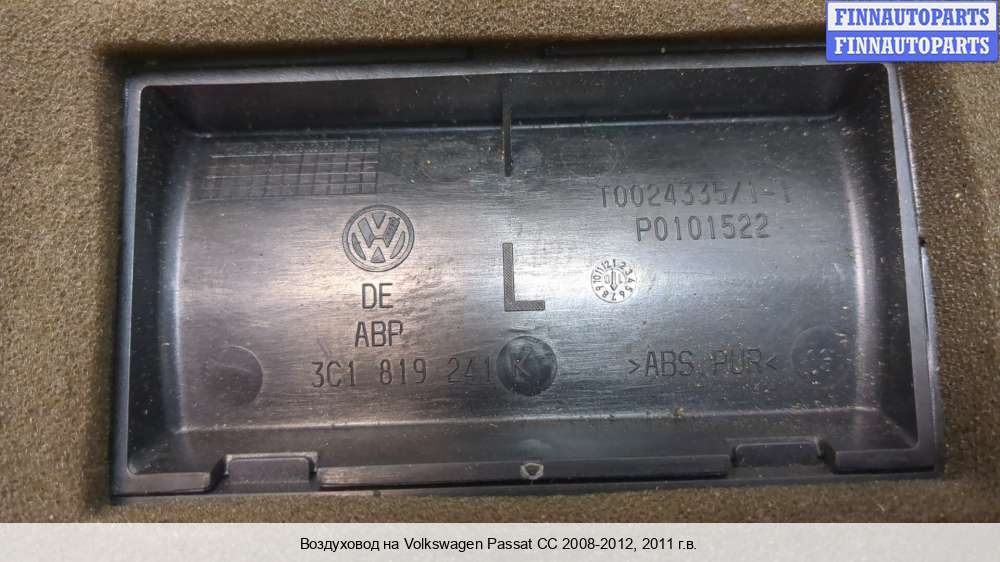 FINNAUTOPARTS
FINNAUTOPARTS
T0024335/1-1
P0101522
L
DE
ABP
3C1 819 241 K
>ABS PUR<
Воздуховод на Volkswagen Passat CC 2008-2012, 2011 г.в.